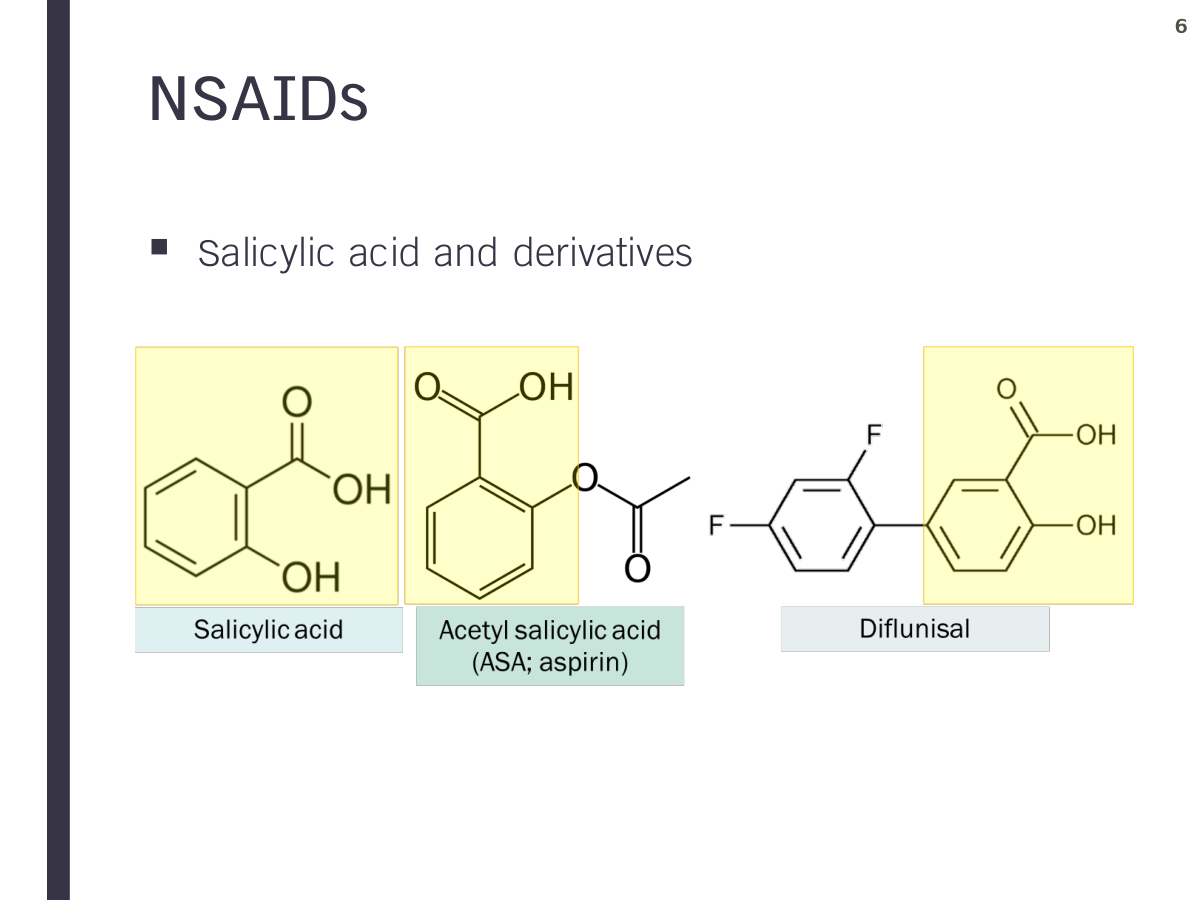 6
NSAIDs
▪ Salicylic acid and derivatives
O
OH
OH
O
OH
O
O
F
F
O
OH
OH
Salicylic acid
Acetyl salicylic acid
(ASA; aspirin)
Diflunisal